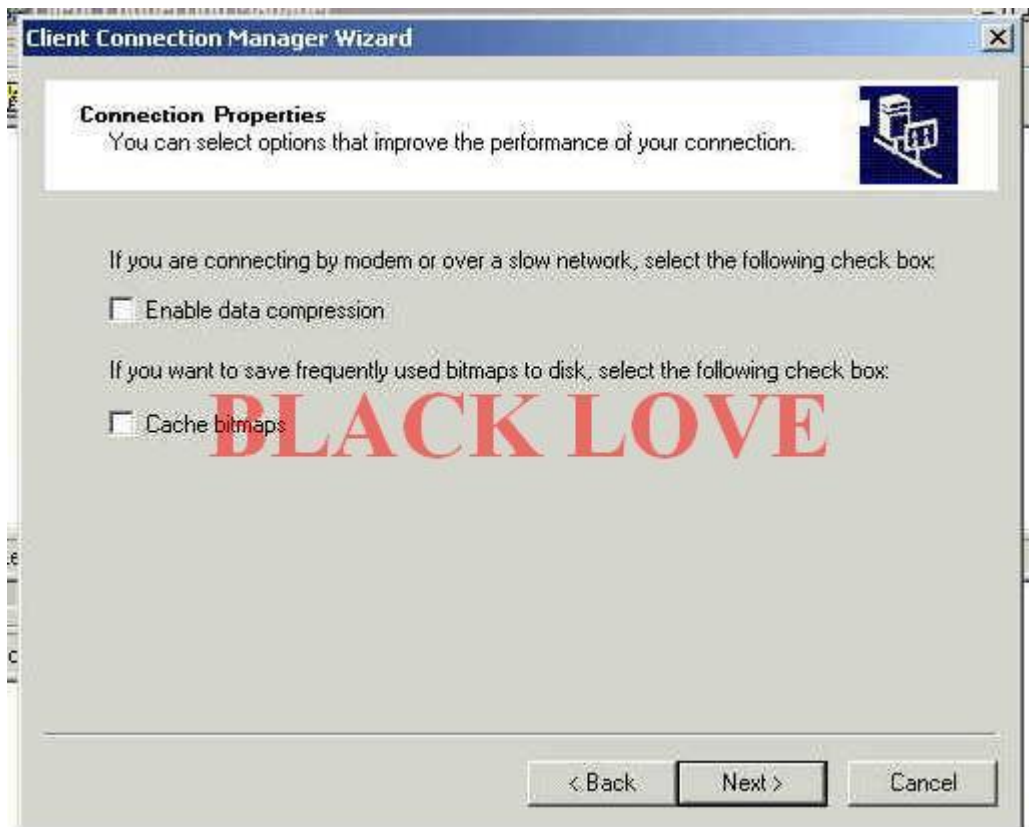 Client Connection Manager Wizard
Connection Properties
You can select options that improve the performance of your connection.
If you are connecting by modem or over a slow network, select the following check box:
Enable data compression
If you want to save frequently used bitmaps to disk, select the following check box:
Cache bitmaps
BLACK LOVE
< Back
Next >
Cancel